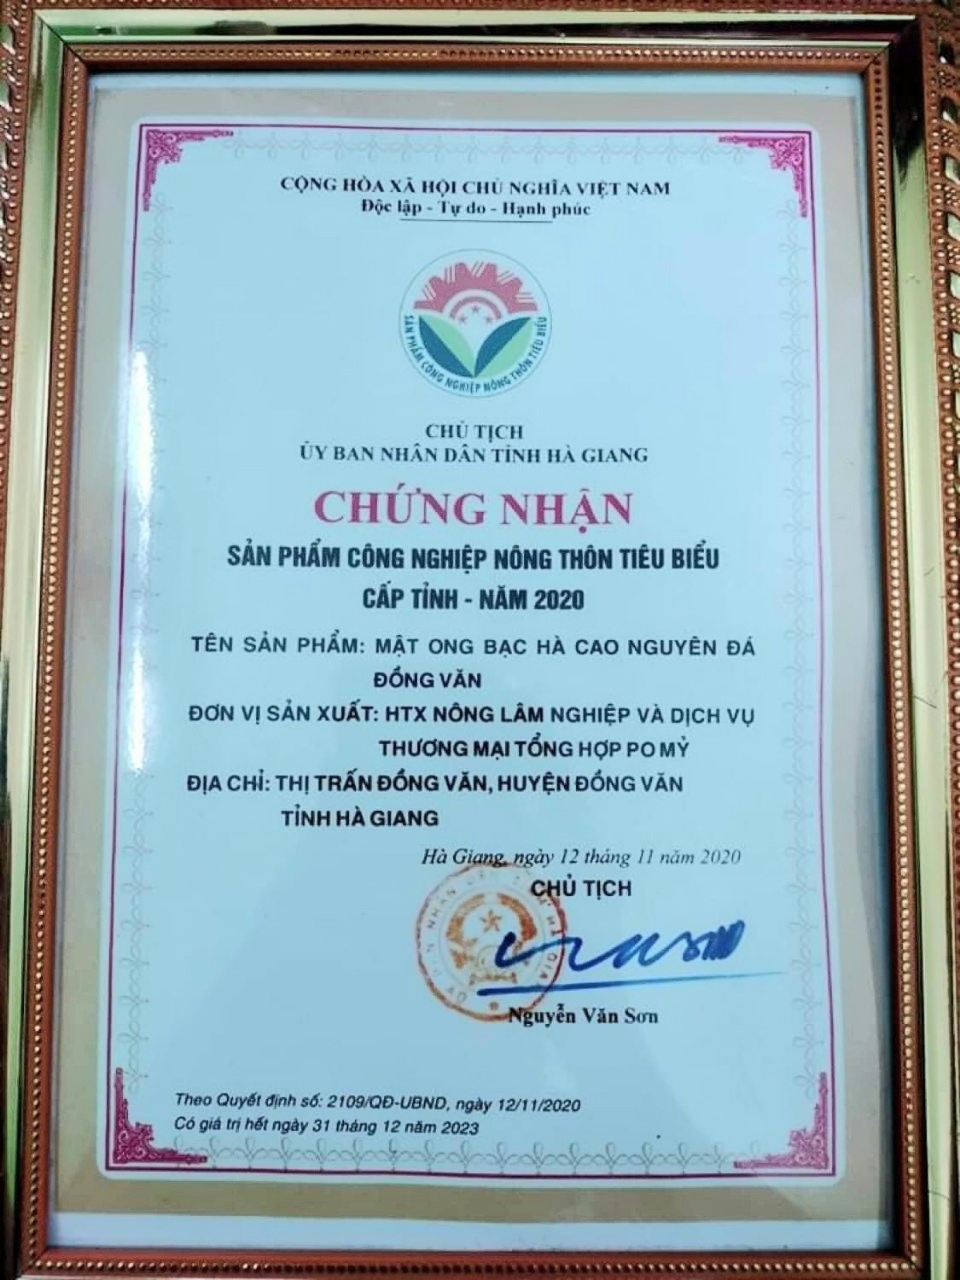 CỘNG HÒA XÃ HỘI CHỦ NGHĨA VIỆT NAM
Độc lập - Tự do - Hạnh phúc
SẢN PHẨM CÔNG NGHIỆP NÔNG THÔN TIÊU BIỂU
CHỦ TỊCH
ỦY BAN NHÂN DÂN TỈNH HÀ GIANG
CHỨNG NHẬN
SẢN PHẨM CÔNG NGHIỆP NÔNG THÔN TIÊU BIỂU
CẤP TỈNH - NĂM 2020
TÊN SẢN PHẨM: MẬT ONG BẠC HÀ CAO NGUYÊN ĐÁ
ĐỒNG VĂN
ĐƠN VỊ SẢN XUẤT: HTX NÔNG LÂM NGHIỆP VÀ DỊCH VỤ
THƯƠNG MẠI TỔNG HỢP PO MỶ
ĐỊA CHỈ: THỊ TRẤN ĐỒNG VĂN, HUYỆN ĐỒNG VĂN
TỈNH HÀ GIANG
Hà Giang, ngày 12 tháng 11 năm 2020
CHỦ TỊCH
Nguyễn Văn Sơn
Theo Quyết định số: 2109/QĐ-UBND, ngày 12/11/2020
Có giá trị hết ngày 31 tháng 12 năm 2023